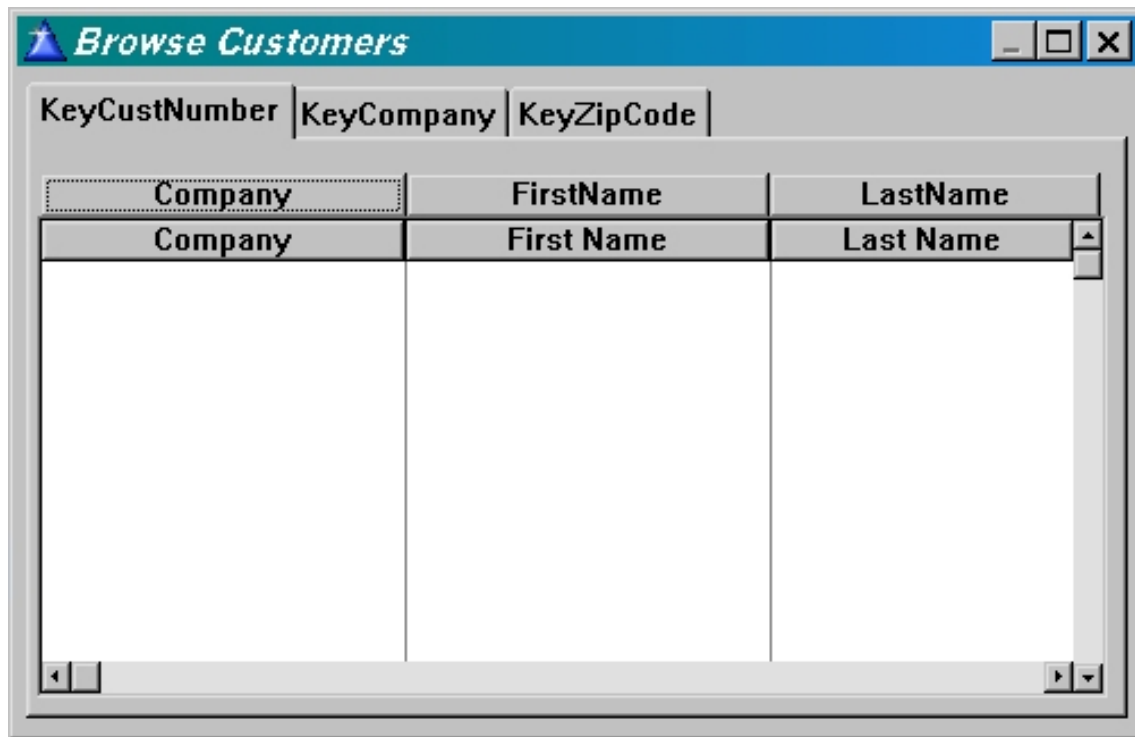 Browse Customers
KeyCustNumber KeyCompany KeyZipCode
Company FirstName LastName
Company First Name Last Name